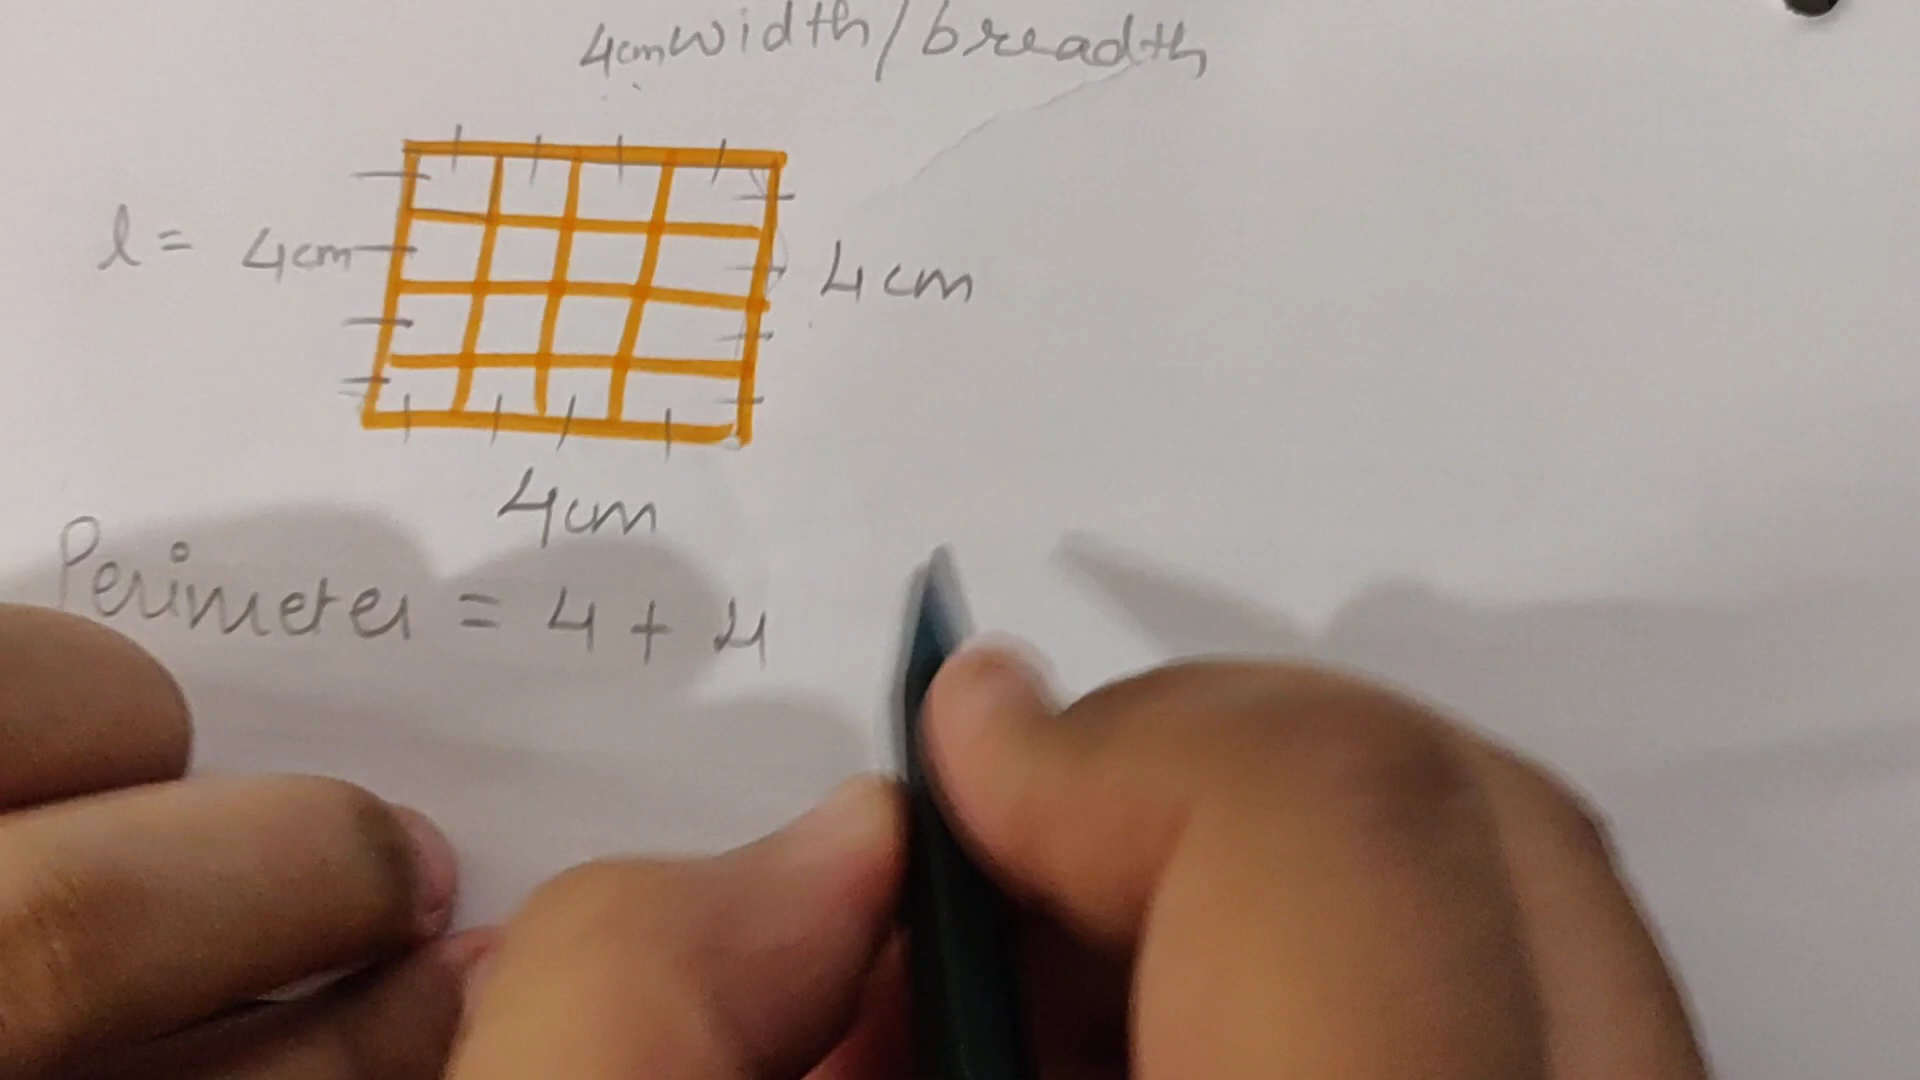 4cm width/breadth
l = 4cm
4cm
4cm
Perimeter = 4 + 4